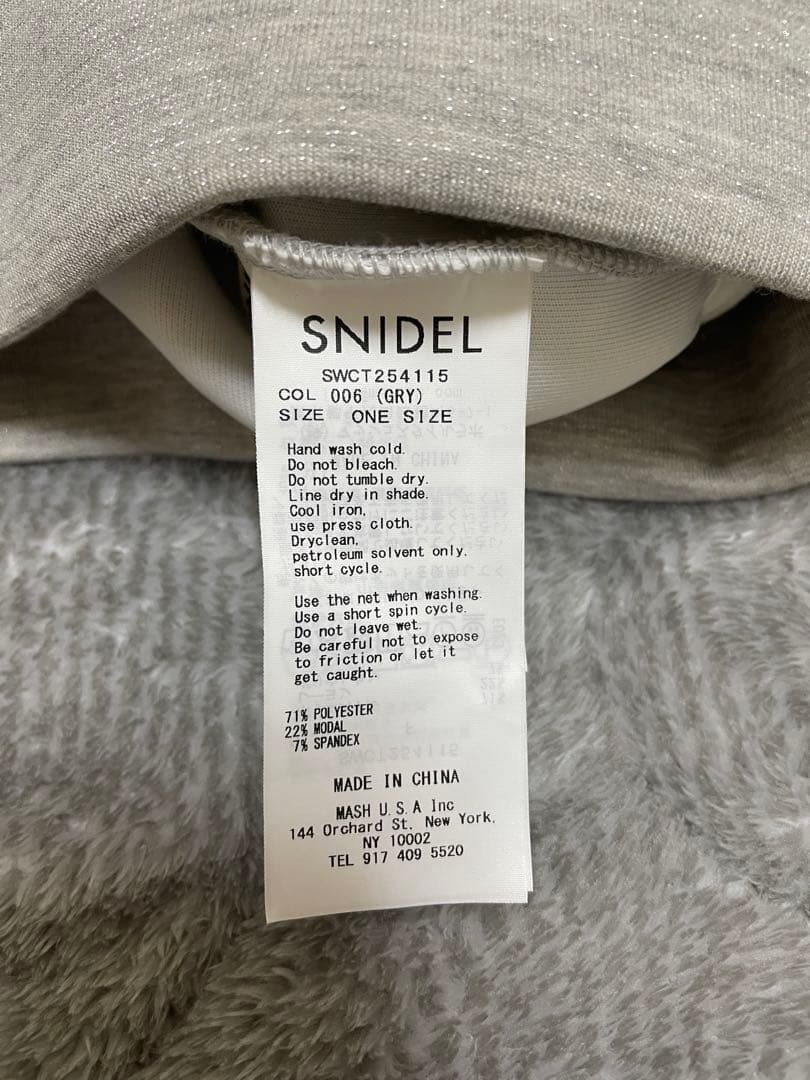 SNIDEL
SWCT254115
COL 006 (GRY)
SIZE ONE SIZE
Hand wash cold.
Do not bleach.
Do not tumble dry.
Line dry in shade.
Cool iron,
use press cloth.
Dryclean,
petroleum solvent only.
short cycle.
Use the net when washing.
Use a short spin cycle.
Do not leave wet.
Be careful not to expose
to friction or let it
get caught.
71% POLYESTER
22% MODAL
7% SPANDEX
MADE IN CHINA
MASH U.S.A Inc
144 Orchard St. New York,
NY 10002
TEL 917 409 5520